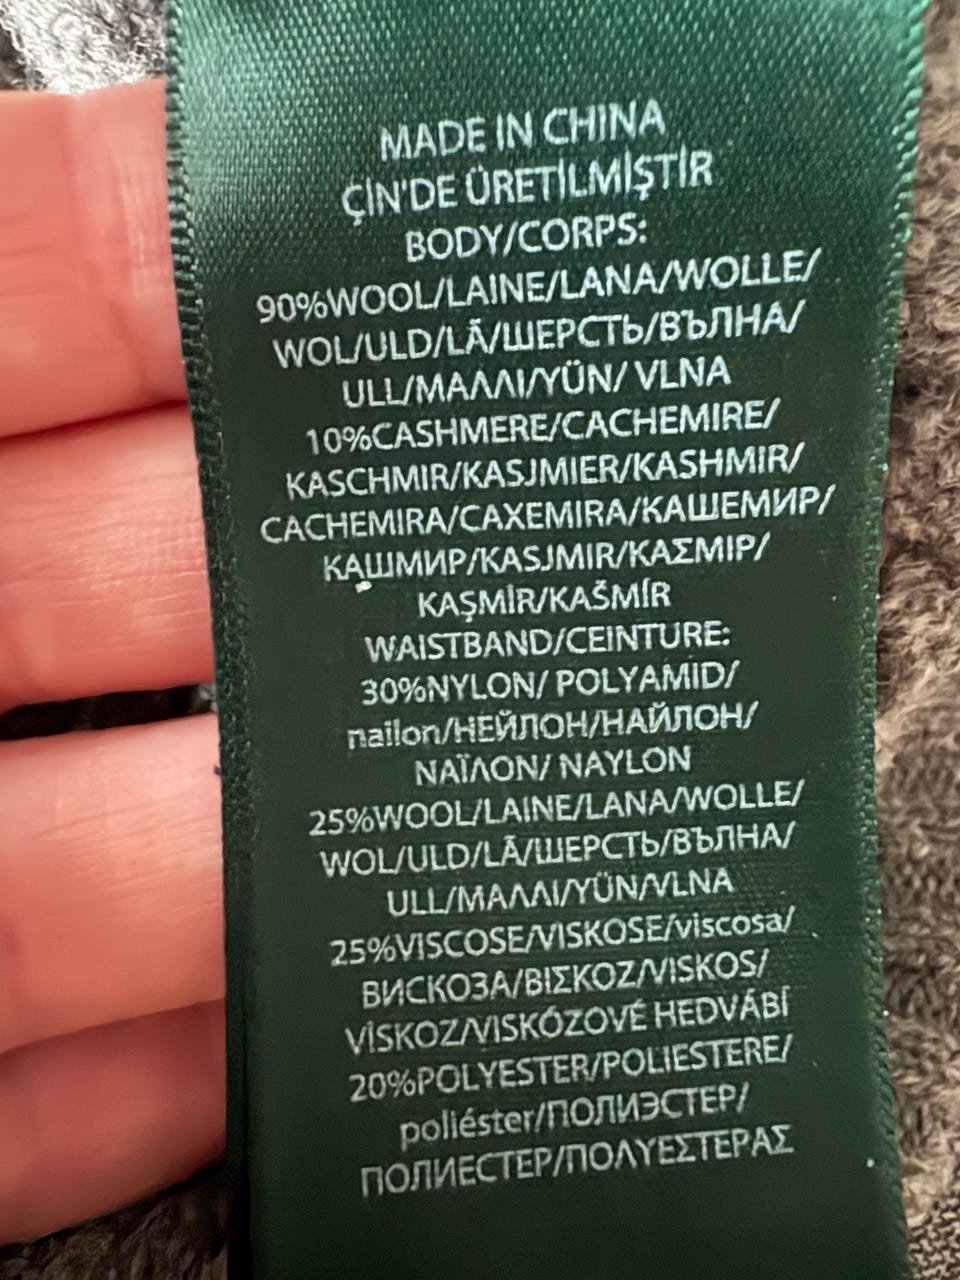 MADE IN CHINA
ÇİN'DE ÜRETİLMİŞTİR
BODY/CORPS:
90%WOOL/LAINE/LANA/WOLLE/
WOL/ULD/LÃ/ШЕРСТЬ/ВЪЛНА/
ULL/ΜΑΛΛΙ/YÜN/ VLNA
10%CASHMERE/CACHEMIRE/
KASCHMIR/KASJMIER/KASHMIR/
CACHEMIRA/CAXEMIRA/КАШЕМИР/
КАШМИР/KASJMIR/ΚΑΣΜΙΡ/
KAŞMİR/KAŠMÍR
WAISTBAND/CEINTURE:
30%NYLON/ POLYAMID/
nailon/НЕЙЛОН/НАЙЛОН/
ΝΑΪΛΟΝ/ NAYLON
25%WOOL/LAINE/LANA/WOLLE/
WOL/ULD/LÃ/ШЕРСТЬ/ВЪЛНА/
ULL/ΜΑΛΛΙ/YÜN/VLNA
25%VISCOSE/VISKOSE/viscosa/
ВИСКОЗА/ΒΙΣΚΟΖ/VISKOS/
VİSKOZ/VISKÓZOVÉ HEDVÁBÍ
20%POLYESTER/POLIESTERE/
poliéster/ПОЛИЭСТЕР/
ПОЛИЕСТЕР/ΠΟΛΥΕΣΤΕΡΑΣ